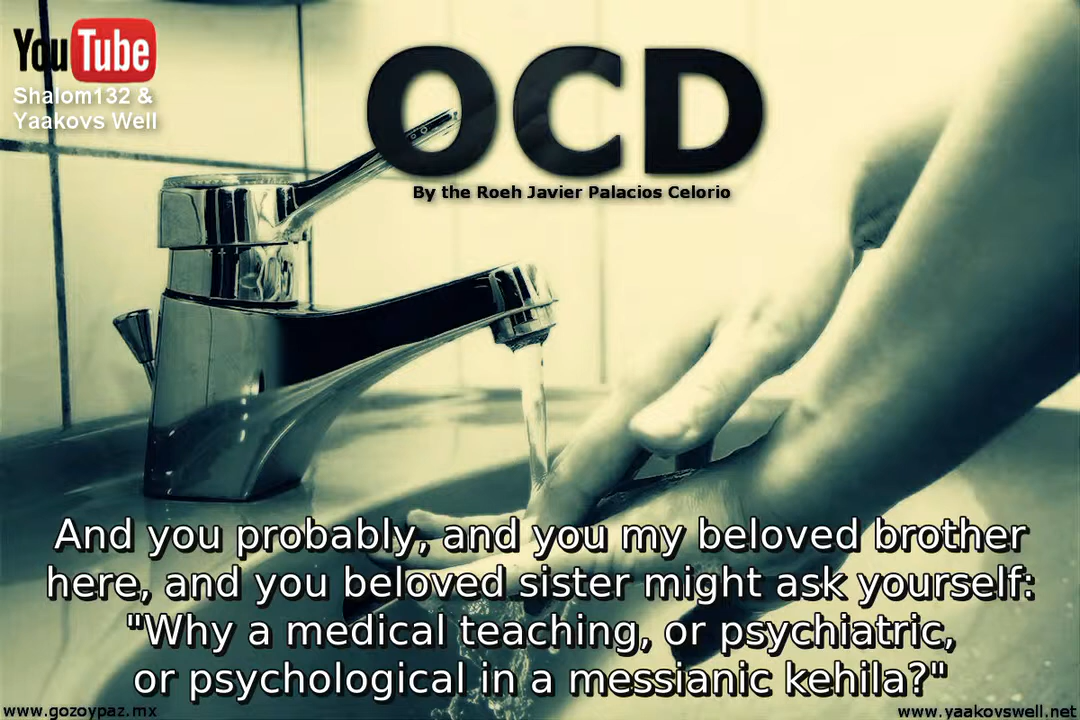 YouTube
Shalom132 &
Yaakovs Well
OCD
By the Roeh Javier Palacios Celorio
And you probably, and you my beloved brother
here, and you beloved sister might ask yourself:
"Why a medical teaching, or psychiatric,
or psychological in a messianic kehila?"
www.gozoypaz.mx
www.yaakovswell.net